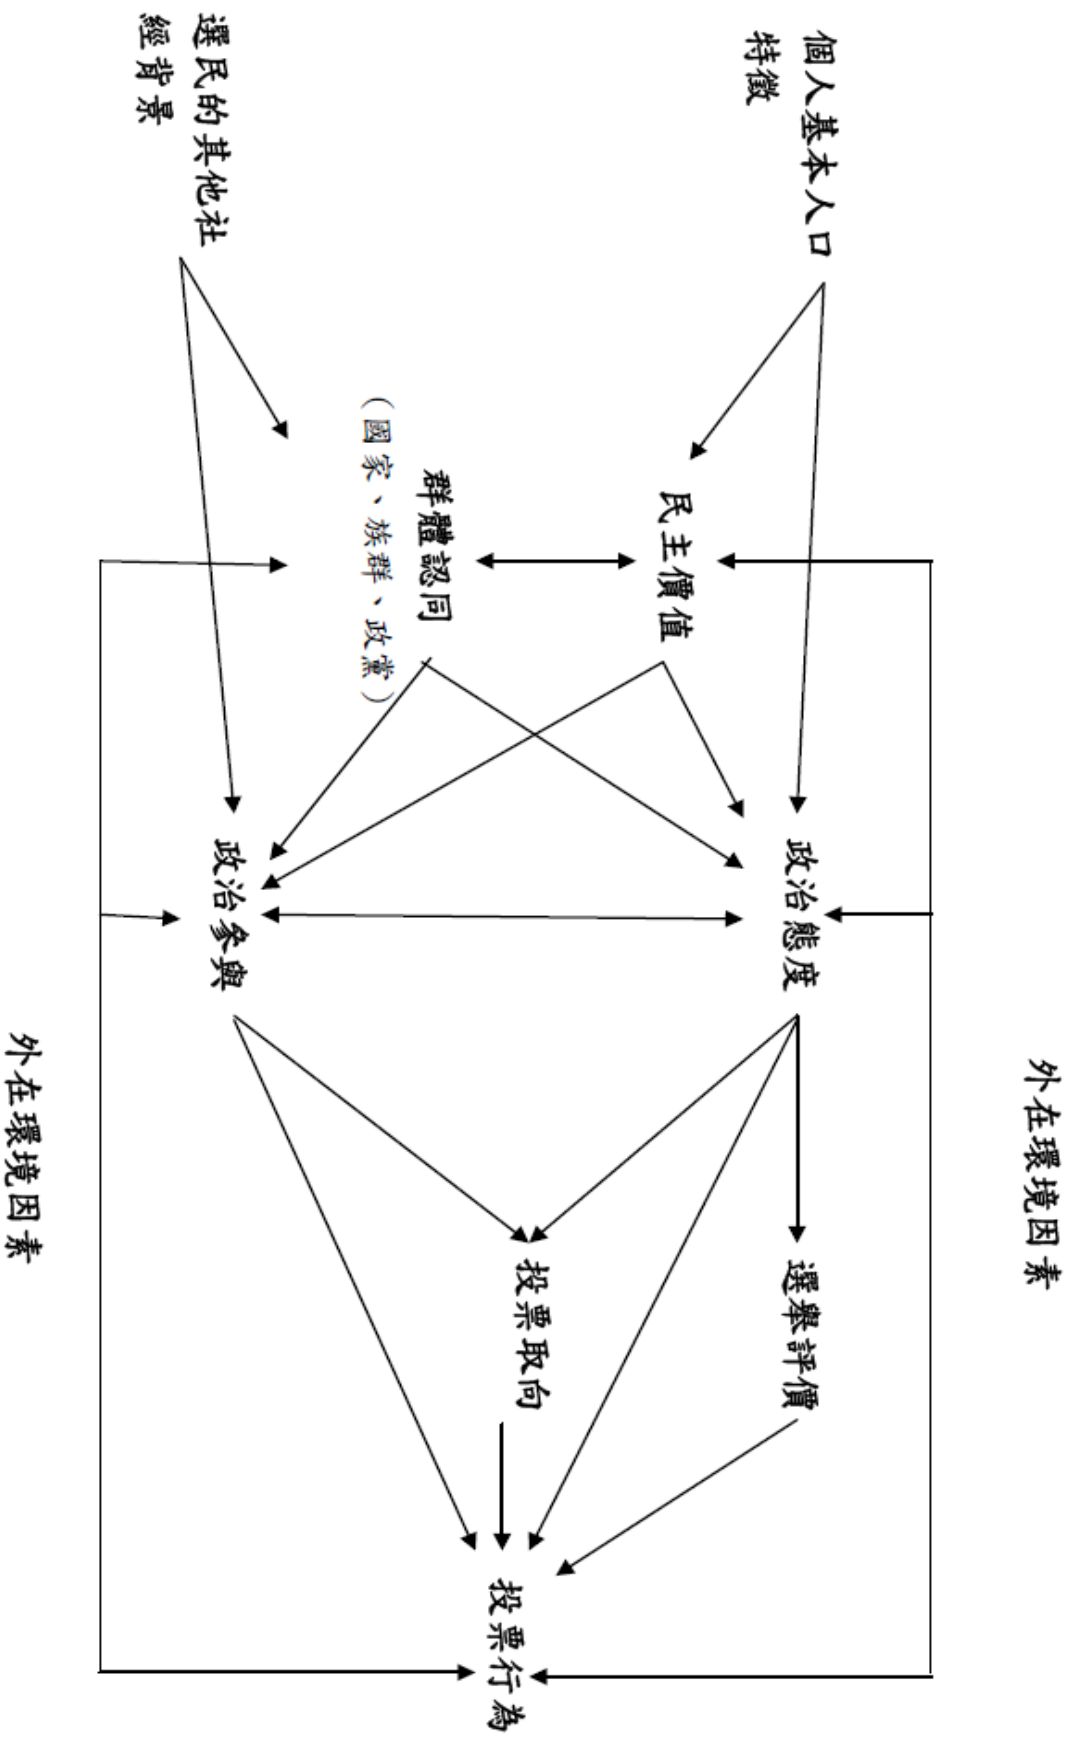 外在環境因素
個人基本人口
特徵
民主價值
政治態度
選舉評價
群體認同
（國家、族群、政黨）
投票取向
投票行為
選民的其他社
經背景
政治參與
外在環境因素